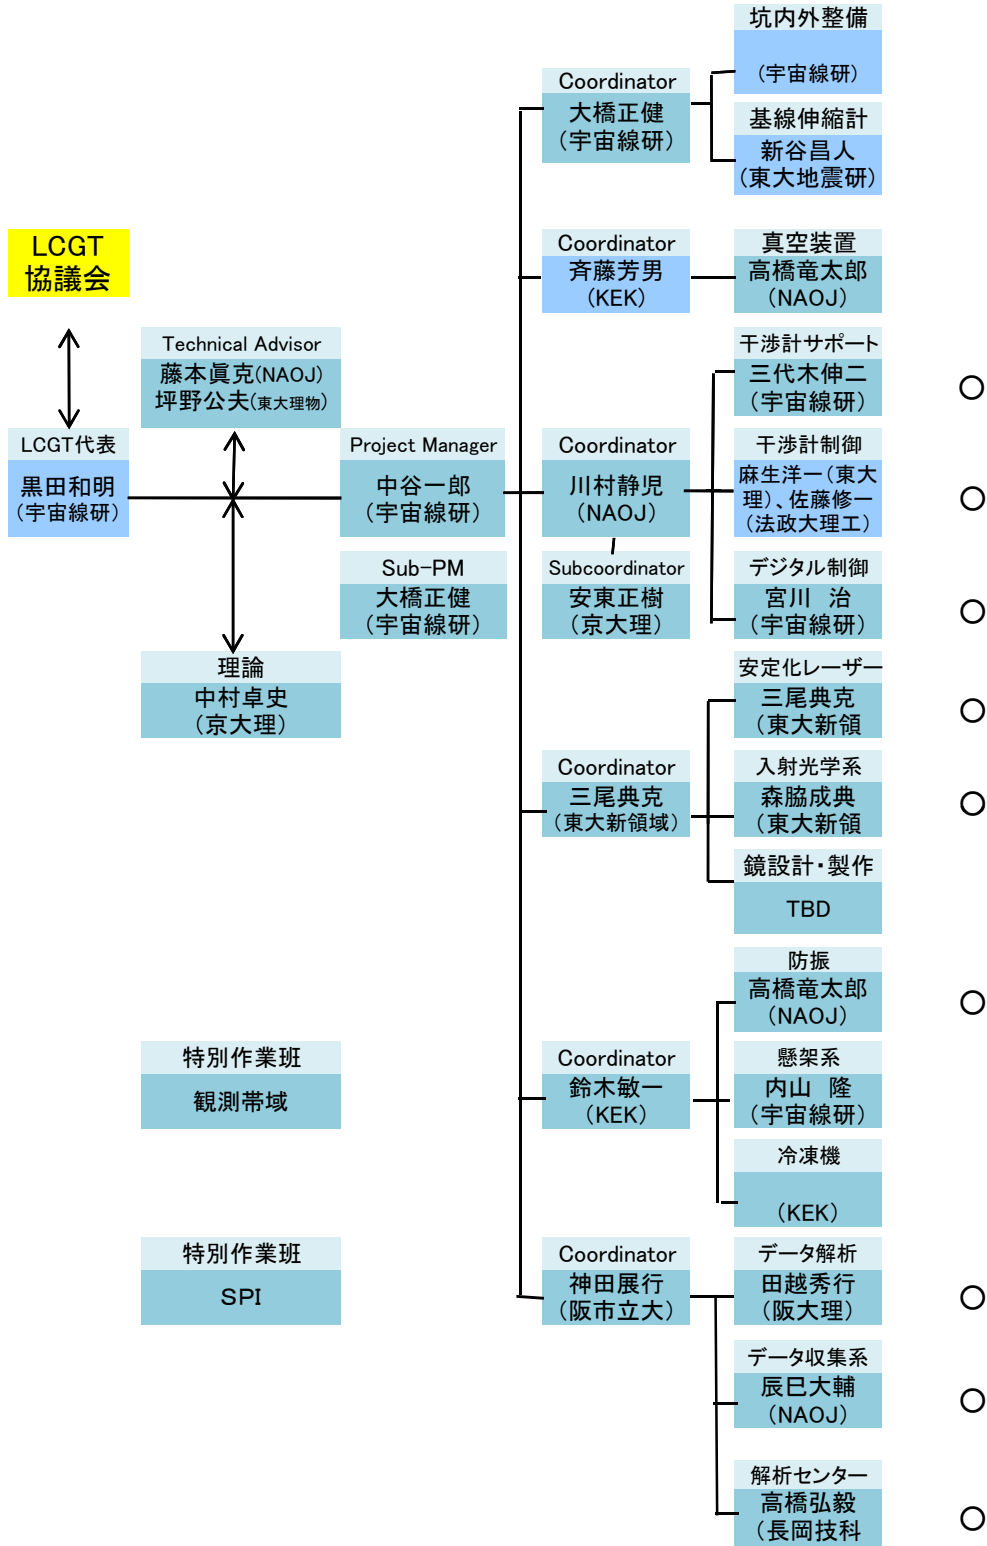 LCGT
協議会
LCGT代表
黒田和明
(宇宙線研)
Technical Advisor
藤本眞克(NAOJ)
坪野公夫(東大理物)
理論
中村卓史
(京大理)
特別作業班
観測帯域
特別作業班
SPI
Project Manager
中谷一郎
(宇宙線研)
Sub-PM
大橋正健
(宇宙線研)
Coordinator
大橋正健
(宇宙線研)
坑内外整備
(宇宙線研)
基線伸縮計
新谷昌人
(東大地震研)
Coordinator
斉藤芳男
(KEK)
真空装置
高橋竜太郎
(NAOJ)
Coordinator
川村静児
(NAOJ)
Subcoordinator
安東正樹
(京大理)
干渉計サポート
三代木伸二
(宇宙線研)
○
干渉計制御
麻生洋一(東大
理)、佐藤修一
(法政大理工)
○
デジタル制御
宮川 治
(宇宙線研)
○
Coordinator
三尾典克
(東大新領域)
安定化レーザー
三尾典克
(東大新領
○
入射光学系
森脇成典
(東大新領
○
鏡設計・製作
TBD
Coordinator
鈴木敏一
(KEK)
防振
高橋竜太郎
(NAOJ)
○
懸架系
内山 隆
(宇宙線研)
冷凍機
(KEK)
Coordinator
神田展行
(阪市立大)
データ解析
田越秀行
(阪大理)
○
データ収集系
辰巳大輔
(NAOJ)
○
解析センター
高橋弘毅
(長岡技科
○